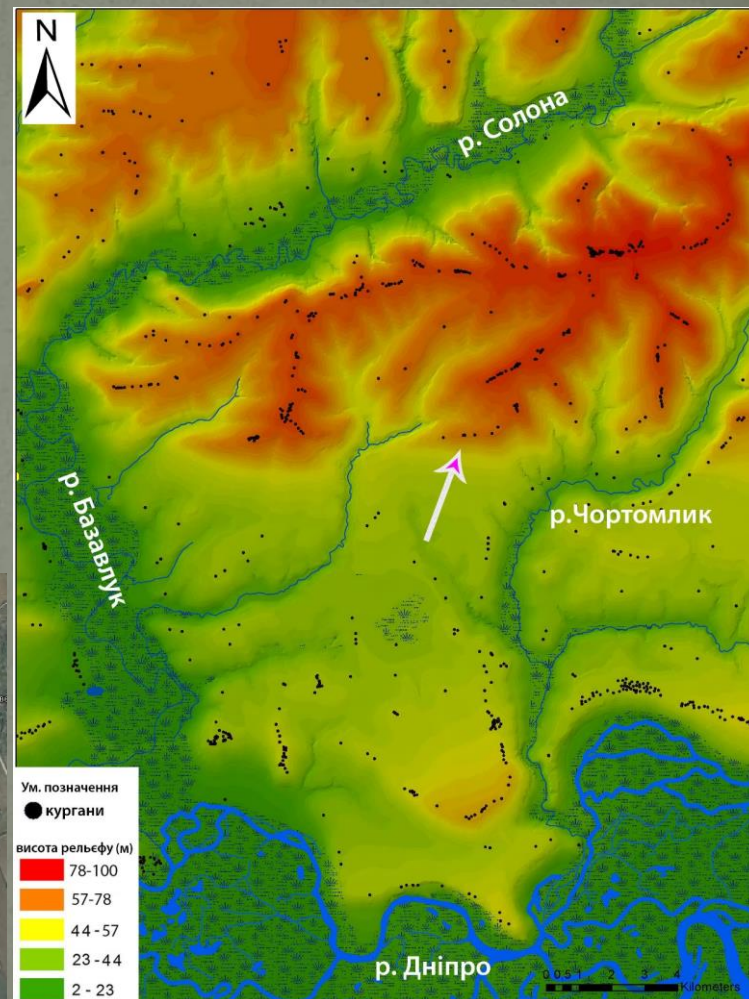 N
р. Солона
р. Базавлук
р.Чортомлик
р. Дніпро
Ум. позначення
кургани
висота рельєфу (м)
78-100
57-78
44-57
23-44
2 - 23
0 0.5 1 2 3 4
Kilometers